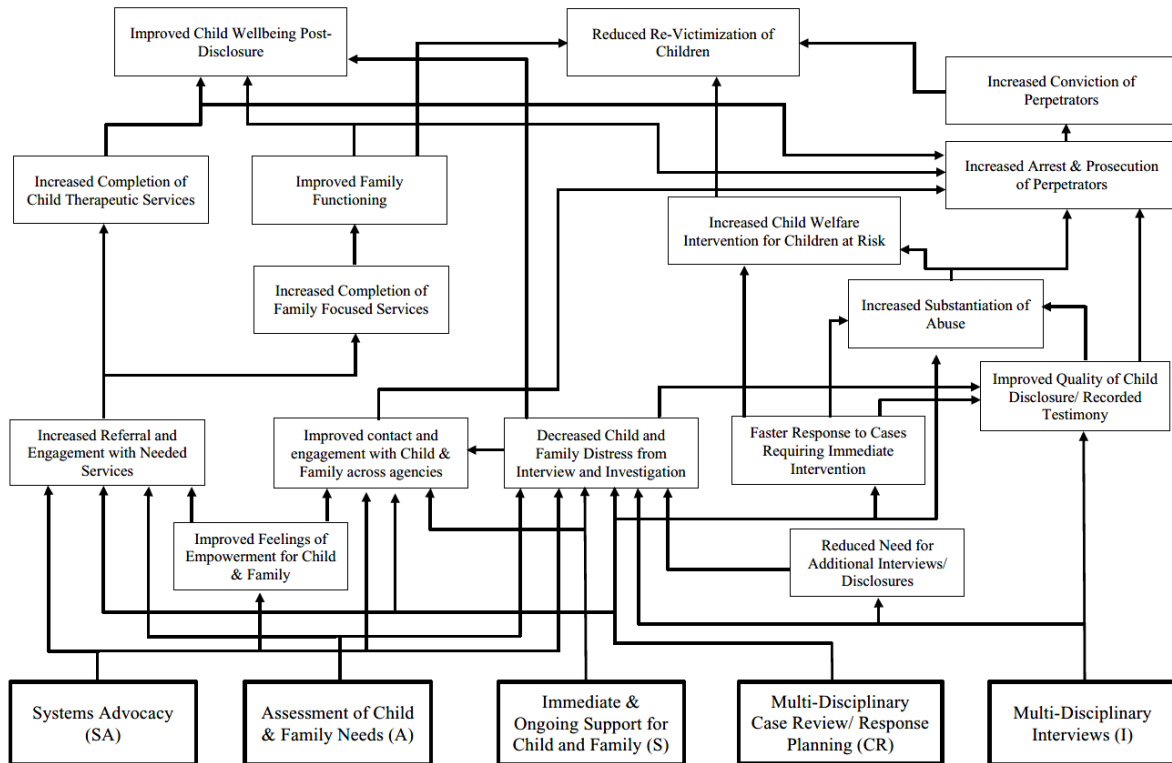 Improved Child Wellbeing Post-
Disclosure
Reduced Re-Victimization of
Children
Increased Conviction of
Perpetrators
Increased Completion of
Child Therapeutic Services
Improved Family
Functioning
Increased Arrest & Prosecution
of Perpetrators
Increased Child Welfare
Intervention for Children at Risk
Increased Completion of
Family Focused Services
Increased Substantiation of
Abuse
Improved Quality of Child
Disclosure/ Recorded
Testimony
Increased Referral and
Engagement with Needed
Services
Improved contact and
engagement with Child &
Family across agencies
Decreased Child and
Family Distress from
Interview and Investigation
Faster Response to Cases
Requiring Immediate
Intervention
Improved Feelings of
Empowerment for Child
& Family
Reduced Need for
Additional Interviews/
Disclosures
Systems Advocacy
(SA)
Assessment of Child
& Family Needs (A)
Immediate &
Ongoing Support for
Child and Family (S)
Multi-Disciplinary
Case Review/ Response
Planning (CR)
Multi-Disciplinary
Interviews (I)